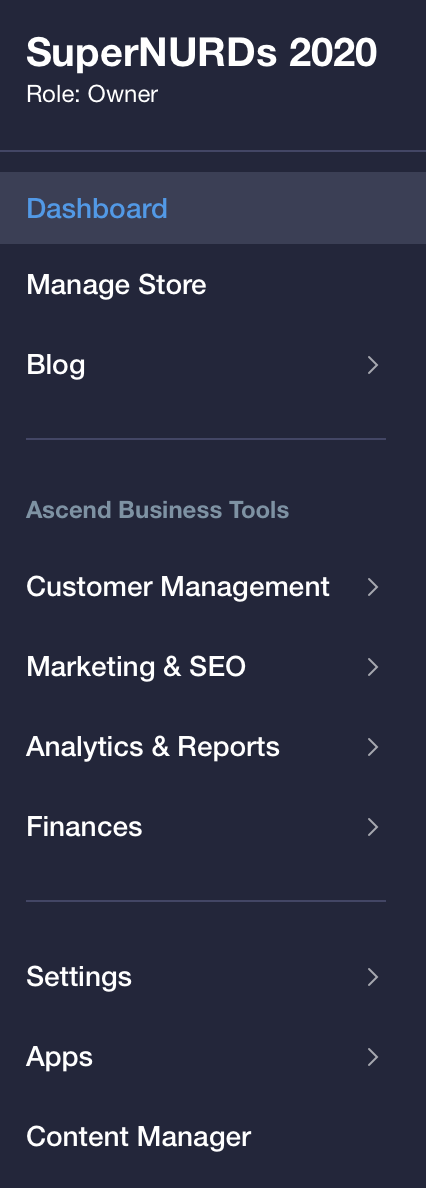 SuperNURDs 2020
Role: Owner
Dashboard
Manage Store
Blog
Ascend Business Tools
Customer Management
Marketing & SEO
Analytics & Reports
Finances
Settings
Apps
Content Manager